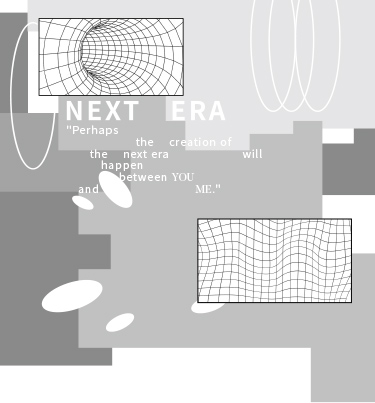 NEXT ERA
"Perhaps
the creation of
the next era will
happen
between YOU
and ME."